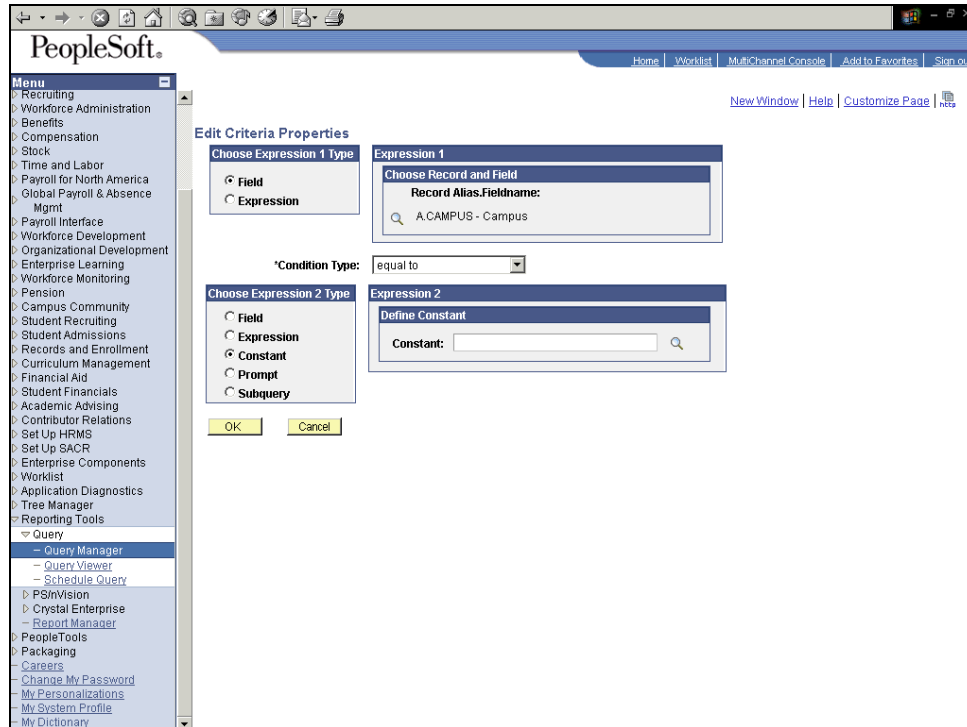 PeopleSoft.
Home | Worklist | MultiChannel Console | Add to Favorites | Sign ou
Menu
Recruiting
Workforce Administration
Benefits
Compensation
Stock
Time and Labor
Payroll for North America
Global Payroll & Absence
Mgmt
Payroll Interface
Workforce Development
Organizational Development
Enterprise Learning
Workforce Monitoring
Pension
Campus Community
Student Recruiting
Student Admissions
Records and Enrollment
Curriculum Management
Financial Aid
Student Financials
Academic Advising
Contributor Relations
Set Up HRMS
Set Up SACR
Enterprise Components
Worklist
Application Diagnostics
Tree Manager
Reporting Tools
Query
– Query Manager
– Query Viewer
– Schedule Query
PS/nVision
Crystal Enterprise
– Report Manager
PeopleTools
Packaging
– Careers
– Change My Password
– My Personalizations
– My System Profile
– My Dictionary
New Window | Help | Customize Page | http
Edit Criteria Properties
Choose Expression 1 Type
Field
Expression
Expression 1
Choose Record and Field
Record Alias.Fieldname:
A.CAMPUS - Campus
*Condition Type: equal to
Choose Expression 2 Type
Field
Expression
Constant
Prompt
Subquery
Expression 2
Define Constant
Constant:
OK Cancel